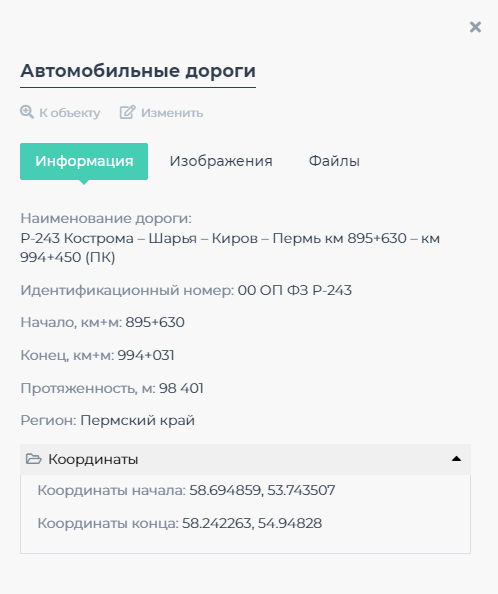 Автомобильные дороги
К объекту Изменить
Информация Изображения Файлы
Наименование дороги:
Р-243 Кострома – Шарья – Киров – Пермь км 895+630 – км
994+450 (ПК)
Идентификационный номер: 00 ОП ФЗ Р-243
Начало, км+м: 895+630
Конец, км+м: 994+031
Протяженность, м: 98 401
Регион: Пермский край
Координаты
Координаты начала: 58.694859, 53.743507
Координаты конца: 58.242263, 54.94828